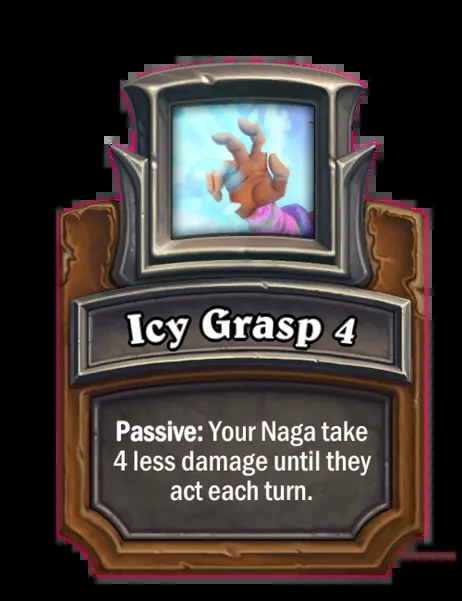 Icy Grasp 4
Passive: Your Naga take
4 less damage until they
act each turn.